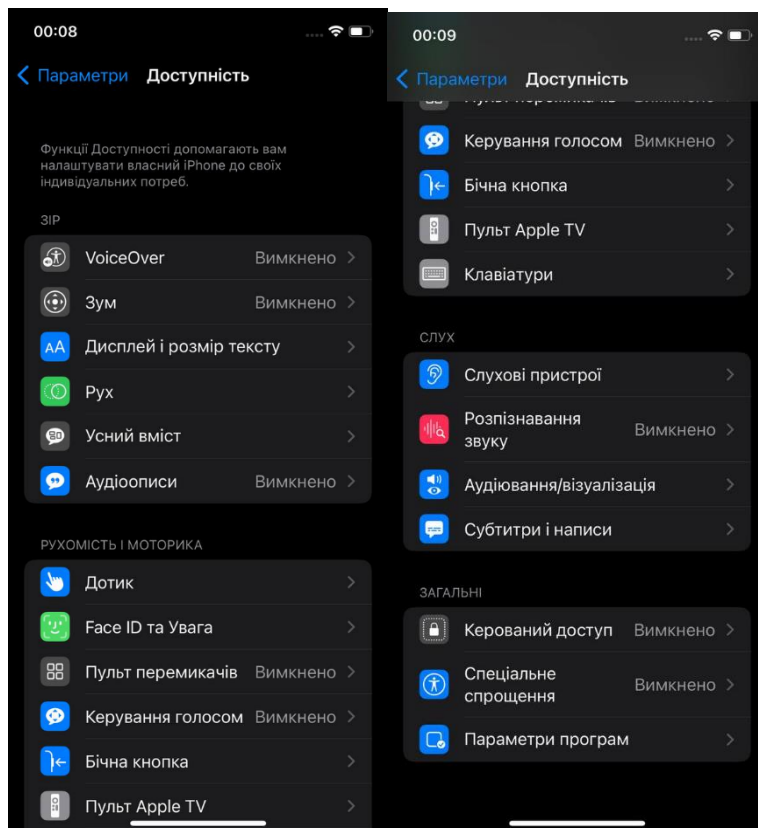 00:08
Параметри Доступність
Функції Доступності допомагають вам
налаштувати власний iPhone до своїх
індивідуальних потреб.
ЗІР
VoiceOver Вимкнено
Зум Вимкнено
Дисплей і розмір тексту
Рух
Усний вміст
Аудіоописи Вимкнено
РУХОМІСТЬ І МОТОРИКА
Дотик
Face ID та Увага
Пульт перемикачів Вимкнено
Керування голосом Вимкнено
Бічна кнопка
Пульт Apple TV
00:09
Параметри Доступність
Пульт перемикачів Вимкнено
Керування голосом Вимкнено
Бічна кнопка
Пульт Apple TV
Клавіатури
СЛУХ
Слухові пристрої
Розпізнавання
звуку Вимкнено
Аудіювання/візуалізація
Субтитри і написи
ЗАГАЛЬНІ
Керований доступ Вимкнено
Спеціальне
спрощення Вимкнено
Параметри програм